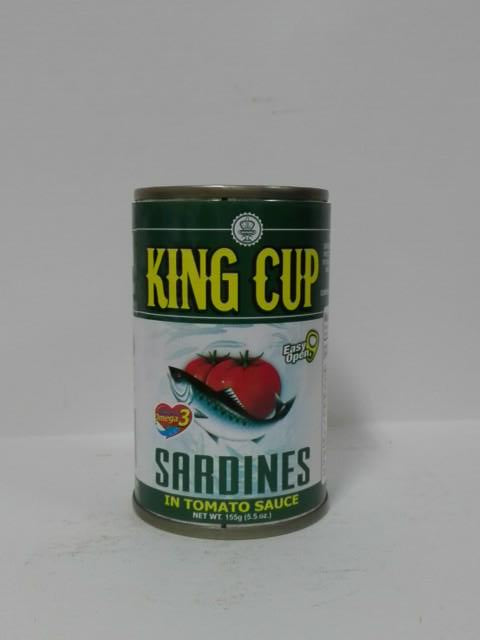 KING CUP
Easy
Open
Omega 3
SARDINES
IN TOMATO SAUCE
NET WT. 155g (5.5 oz.)